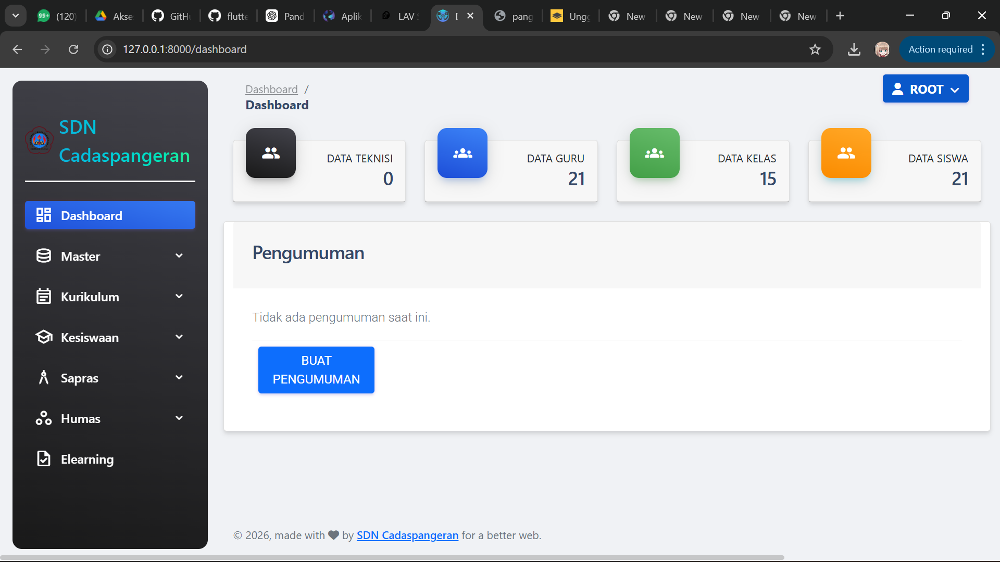 99+ (120)
Akse
GitHu
flutte
Pand
Aplik
LAV S
pang
Ungg
New
New
New
New
127.0.0.1:8000/dashboard
Action required
SDN
Cadaspangeran
Dashboard
Master
Kurikulum
Kesiswaan
Sapras
Humas
Elearning
Dashboard /
Dashboard
ROOT
DATA TEKNISI
0
DATA GURU
21
DATA KELAS
15
DATA SISWA
21
Pengumuman
Tidak ada pengumuman saat ini.
BUAT
PENGUMUMAN
© 2026, made with ♥ by SDN Cadaspangeran for a better web.